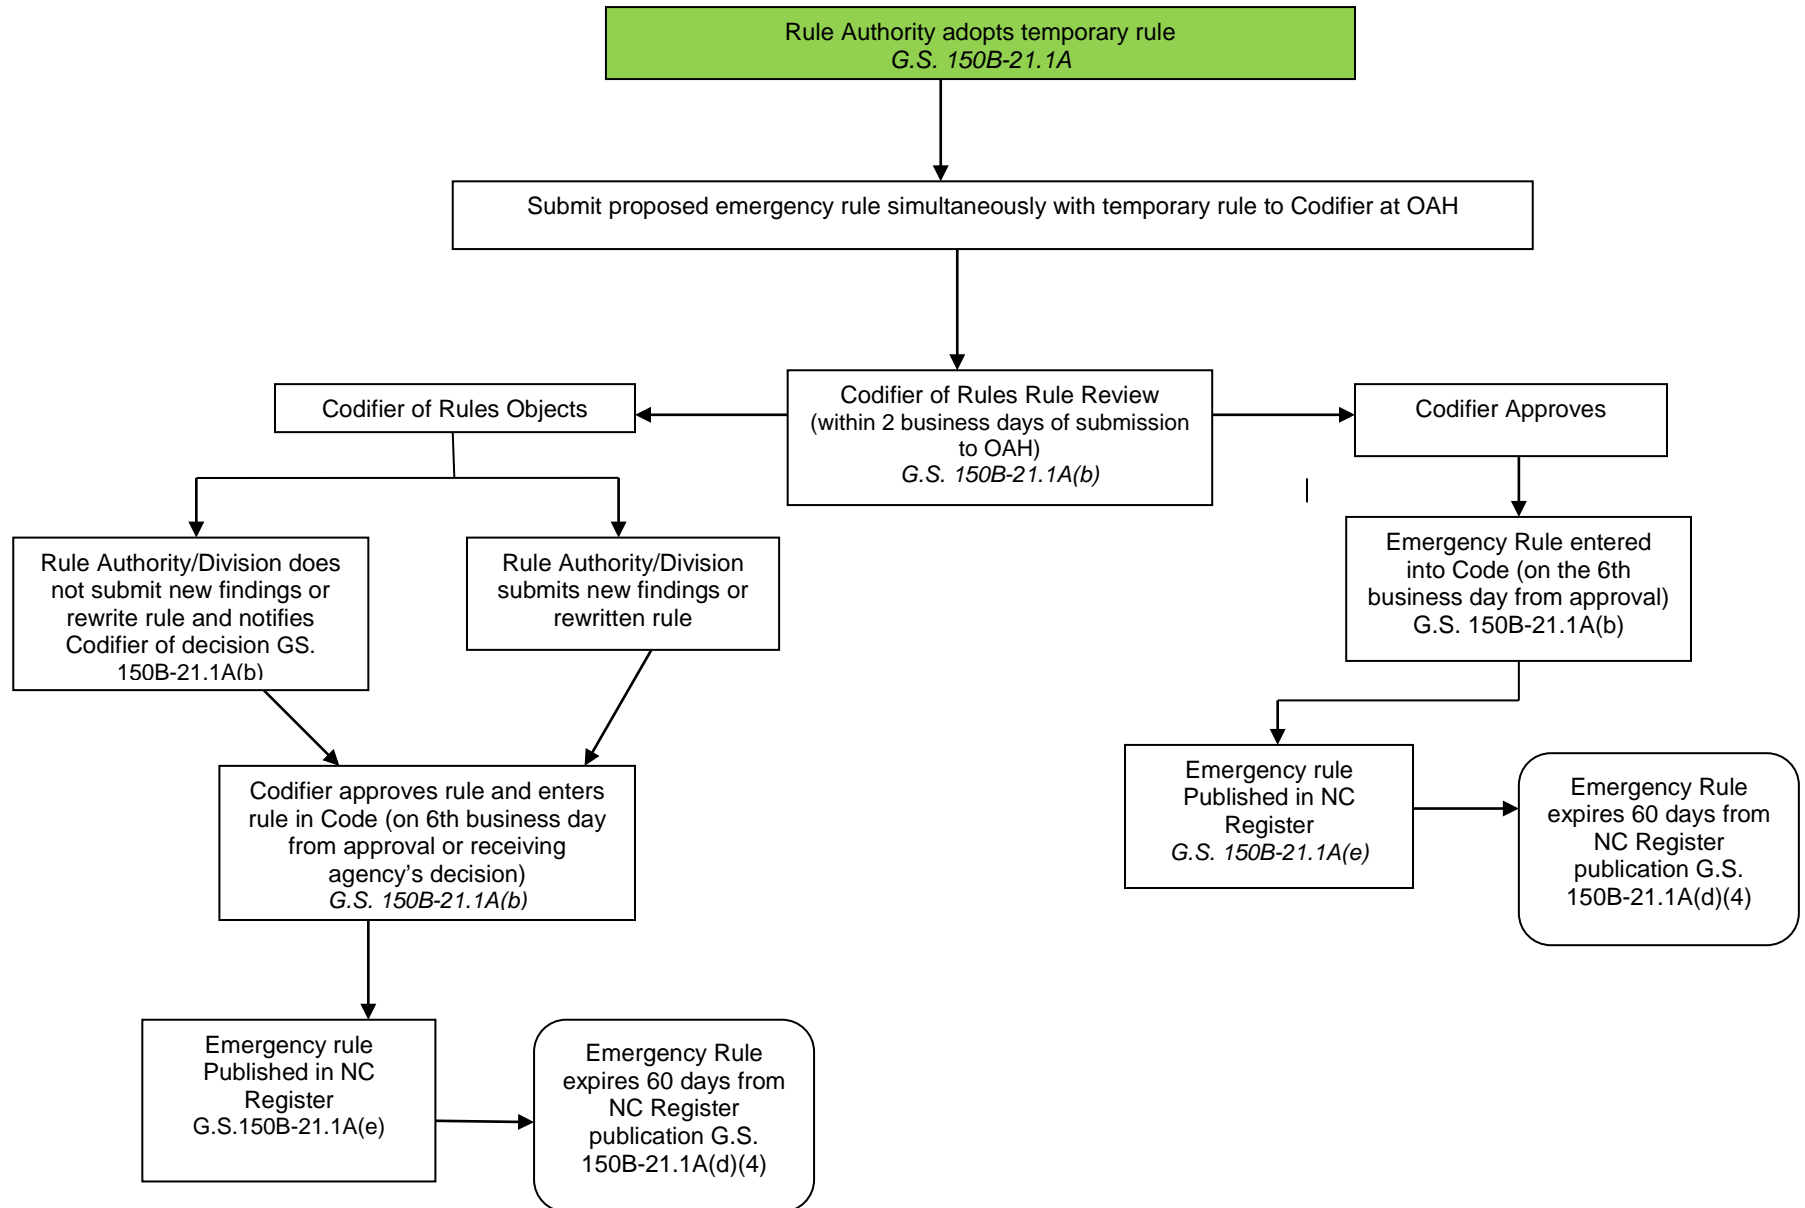 Rule Authority adopts temporary rule
G.S. 150B-21.1A
Submit proposed emergency rule simultaneously with temporary rule to Codifier at OAH
Codifier of Rules Objects
Codifier of Rules Rule Review
(within 2 business days of submission
to OAH)
G.S. 150B-21.1A(b)
Codifier Approves
Rule Authority/Division does
not submit new findings or
rewrite rule and notifies
Codifier of decision GS.
150B-21.1A(b)
Rule Authority/Division
submits new findings or
rewritten rule
Emergency Rule entered
into Code (on the 6th
business day from approval)
G.S. 150B-21.1A(b)
Codifier approves rule and enters
rule in Code (on 6th business day
from approval or receiving
agency’s decision)
G.S. 150B-21.1A(b)
Emergency rule
Published in NC
Register
G.S. 150B-21.1A(e)
Emergency Rule
expires 60 days from
NC Register
publication G.S.
150B-21.1A(d)(4)
Emergency rule
Published in NC
Register
G.S.150B-21.1A(e)
Emergency Rule
expires 60 days from
NC Register
publication G.S.
150B-21.1A(d)(4)